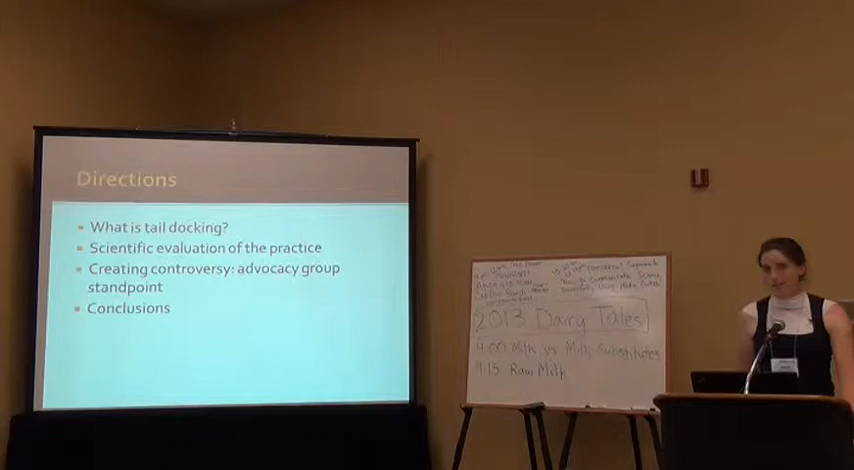 Directions
What is tail docking?
Scientific evaluation of the practice
Creating controversy: advocacy group
standpoint
Conclusions
2013 Dairy Tales
4:00 Milk vs Milk Substitutes
4:15 Raw Milk